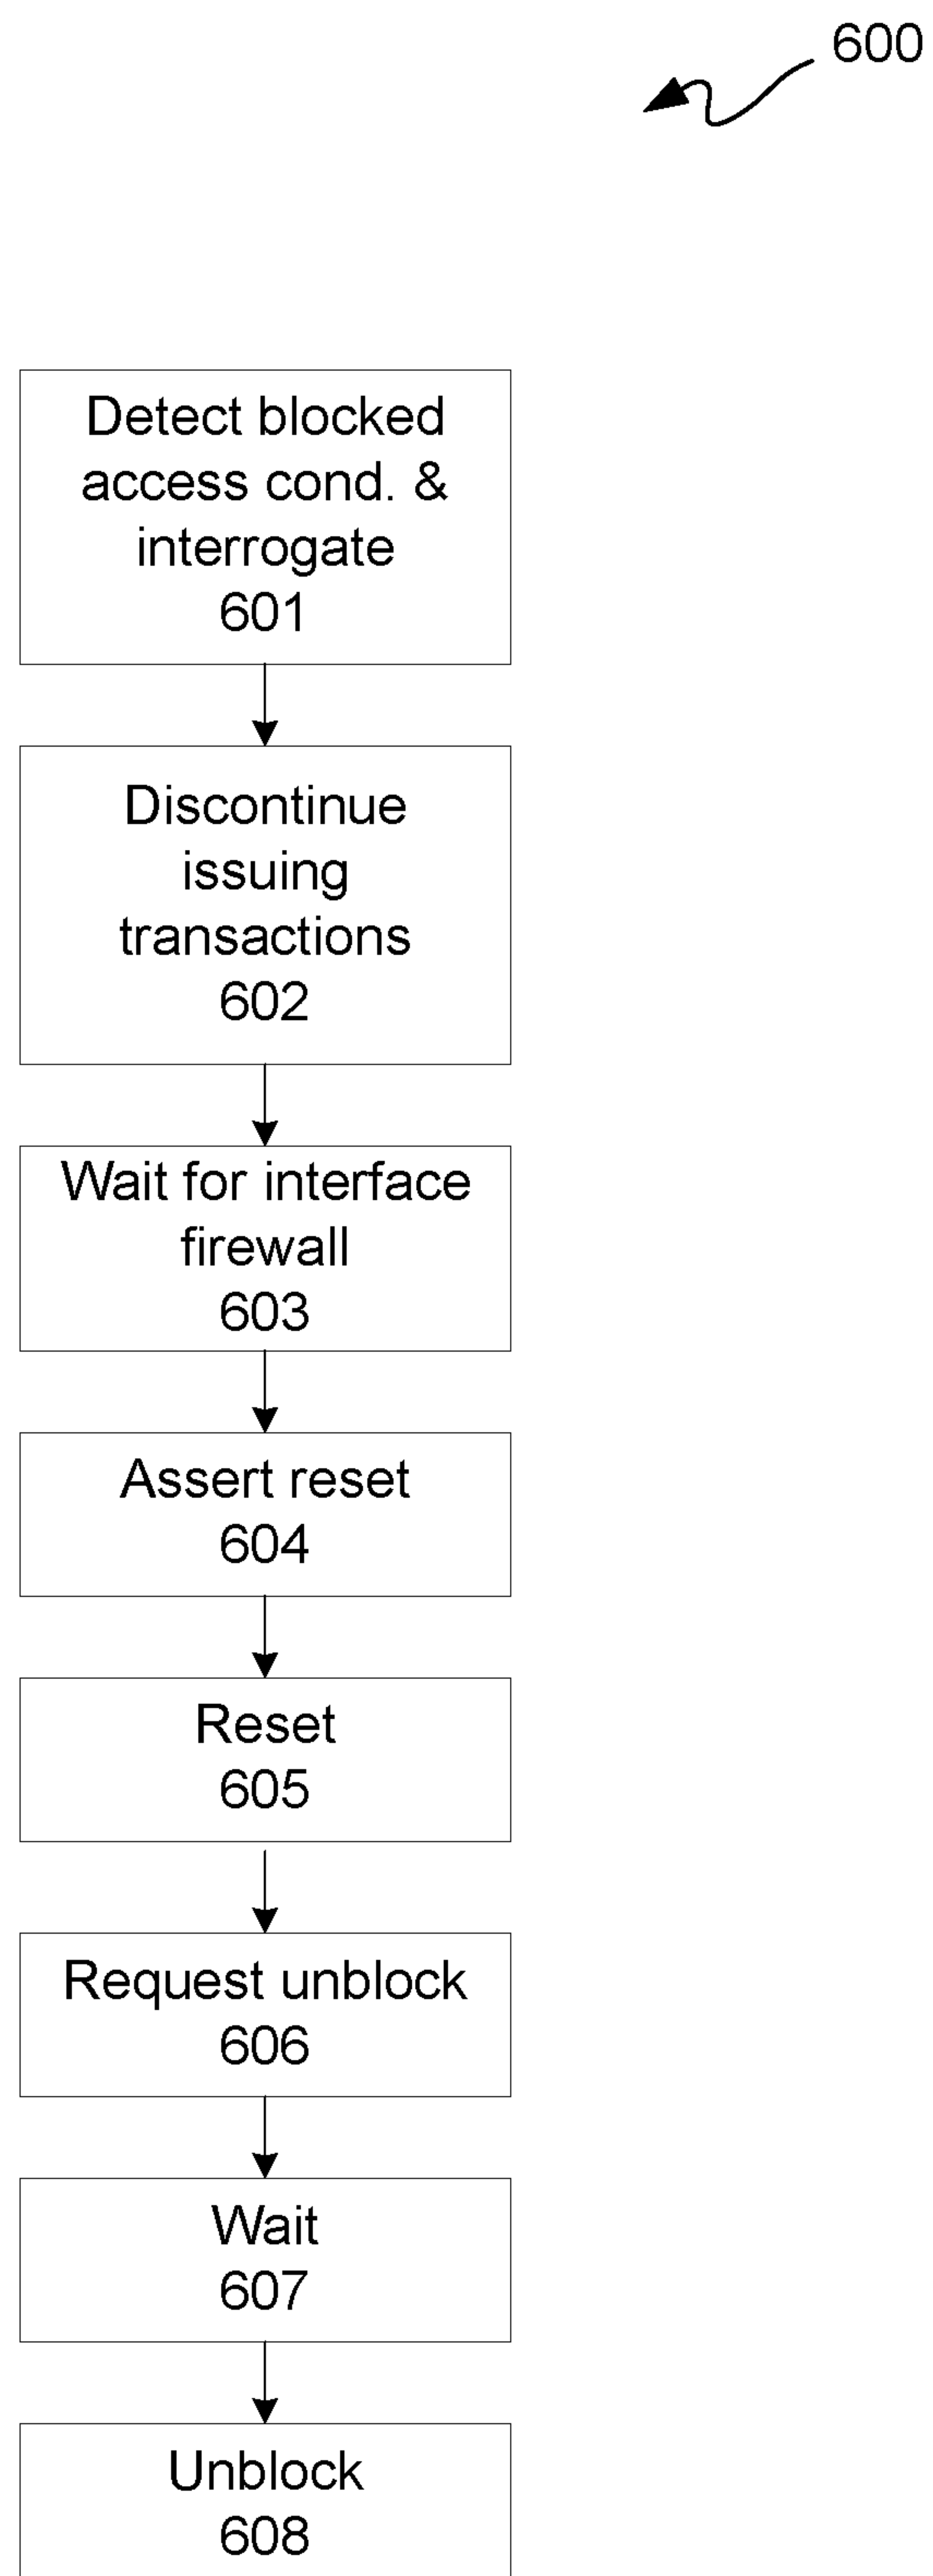 600
Detect blocked
access cond. &
interrogate
601
Discontinue
issuing
transactions
602
Wait for interface
firewall
603
Assert reset
604
Reset
605
Request unblock
606
Wait
607
Unblock
608